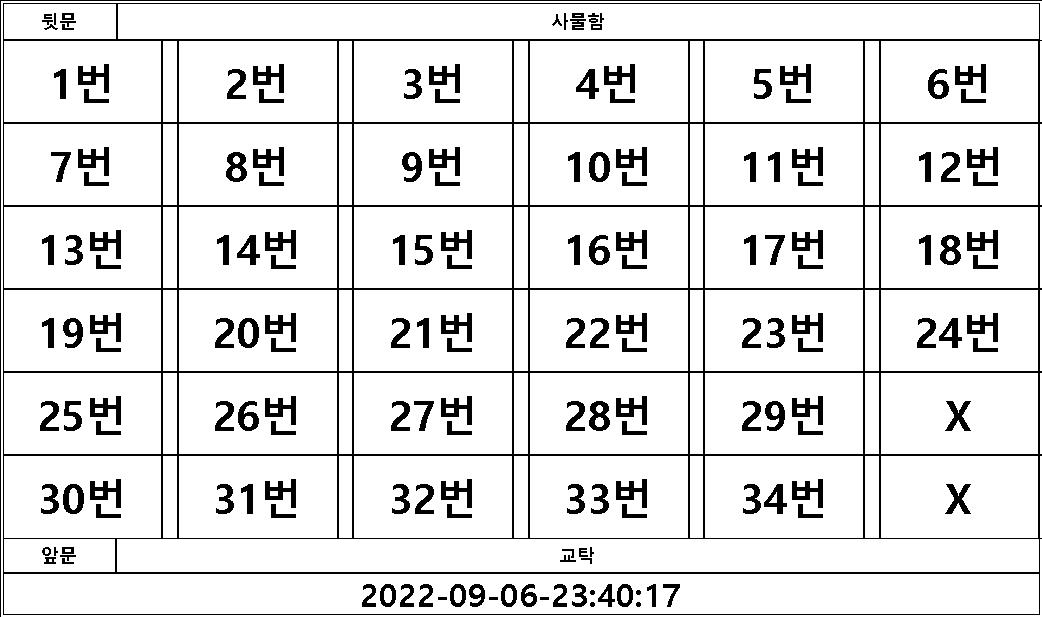 뒷문 사물함
1번 2번 3번 4번 5번 6번
7번 8번 9번 10번 11번 12번
13번 14번 15번 16번 17번 18번
19번 20번 21번 22번 23번 24번
25번 26번 27번 28번 29번 X
30번 31번 32번 33번 34번 X
앞문 교탁
2022-09-06-23:40:17